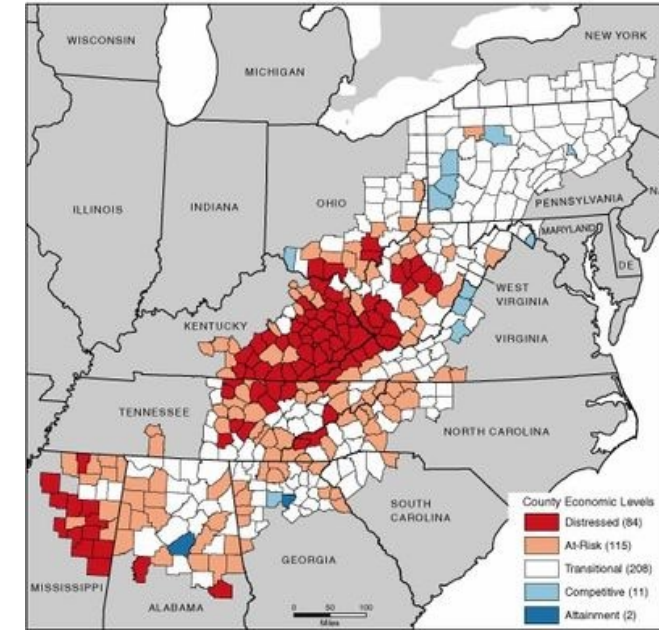 WISCONSIN
NEW YORK
MICHIGAN
ILLINOIS
INDIANA
OHIO
PENNSYLVANIA
N
MARYLAND
DE
WEST
VIRGINIA
KENTUCKY
VIRGINIA
TENNESSEE
NORTH CAROLINA
SOUTH
CAROLINA
County Economic Levels
Distressed (84)
At-Risk (115)
Transitional (208)
Competitive (11)
Attainment (2)
GEORGIA
MISSISSIPPI
ALABAMA
0 50 100
Miles